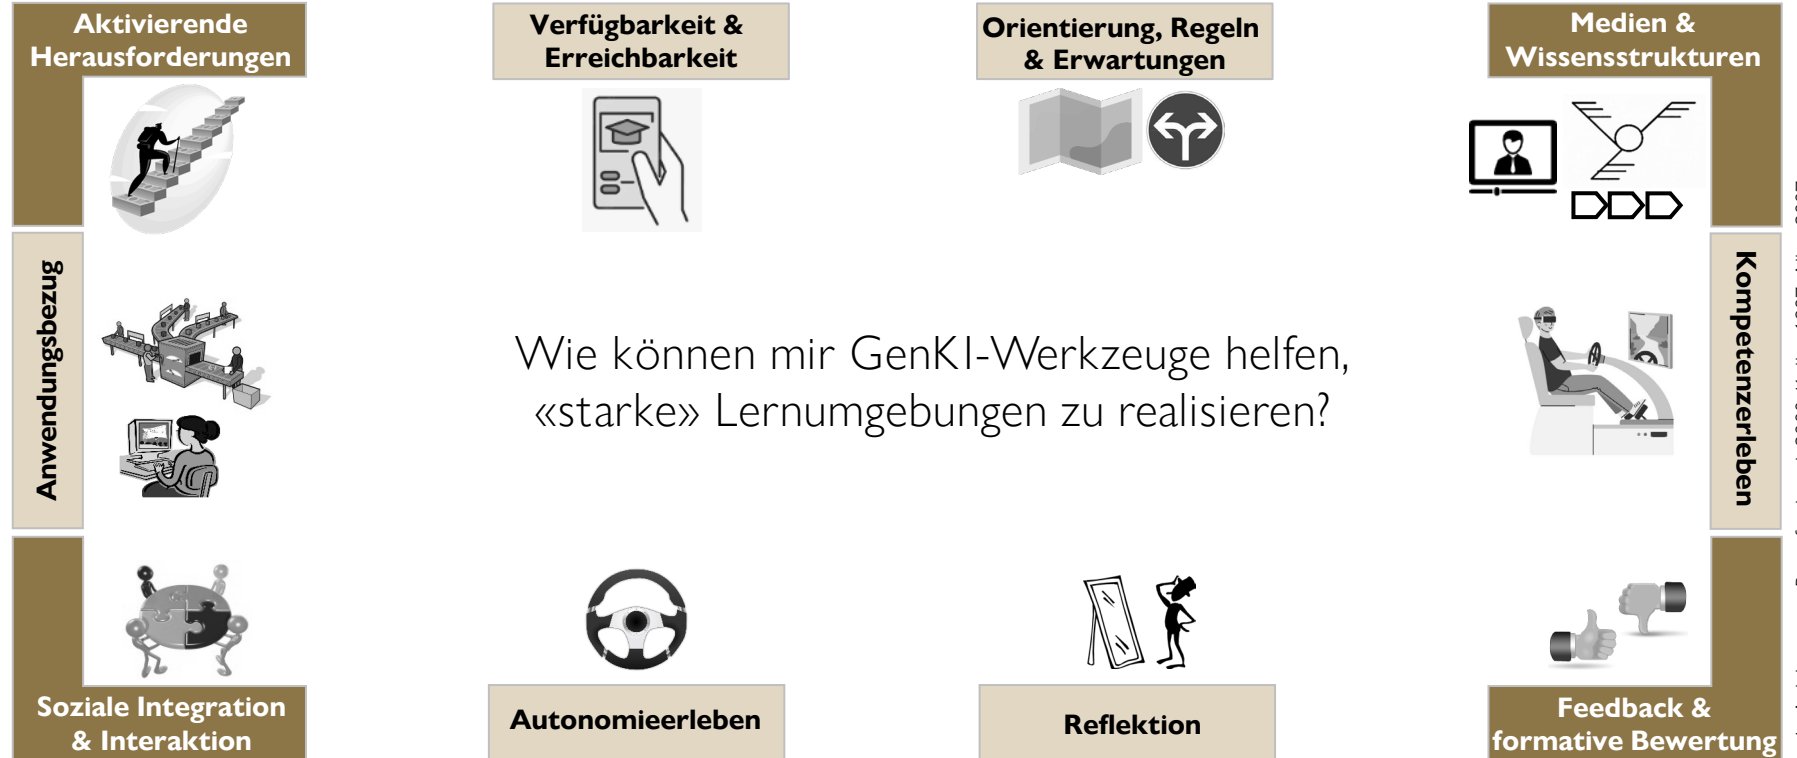 Aktivierende
Herausforderungen
Verfügbarkeit &
Erreichbarkeit
Orientierung, Regeln
& Erwartungen
Medien &
Wissensstrukturen
Anwendungsbezug
Wie können mir GenKI-Werkzeuge helfen,
«starke» Lernumgebungen zu realisieren?
Kompetenzerleben
Soziale Integration
& Interaktion
Autonomieerleben
Reflektion
Feedback &
formative Bewertung